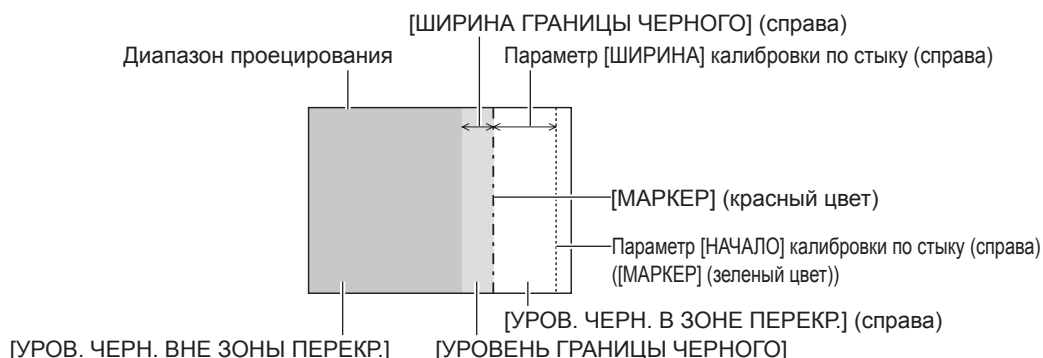 [ШИРИНА ГРАНИЦЫ ЧЕРНОГО] (справа)
Диапазон проецирования
Параметр [ШИРИНА] калибровки по стыку (справа)
[МАРКЕР] (красный цвет)
Параметр [НАЧАЛО] калибровки по стыку (справа)
([МАРКЕР] (зеленый цвет))
[УРОВ. ЧЕРН. В ЗОНЕ ПЕРЕКР.] (справа)
[УРОВ. ЧЕРН. ВНЕ ЗОНЫ ПЕРЕКР.]
[УРОВЕНЬ ГРАНИЦЫ ЧЕРНОГО]